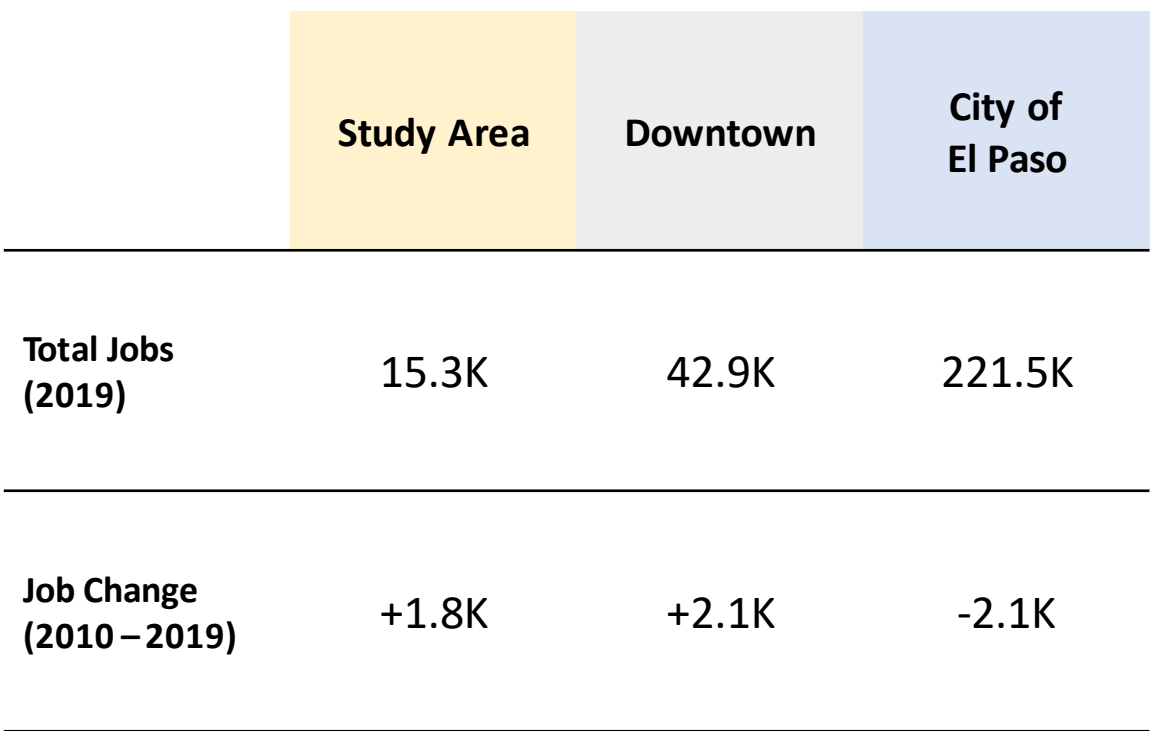 Study Area
Downtown
City of
El Paso
Total Jobs
(2019)
15.3K
42.9K
221.5K
Job Change
(2010 – 2019)
+1.8K
+2.1K
-2.1K